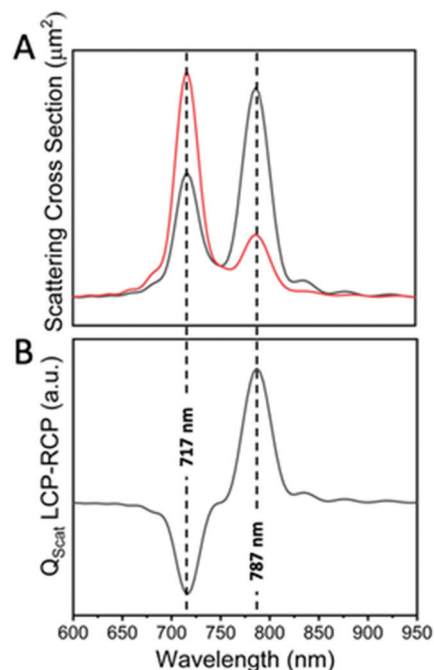 A
Scattering Cross Section (μm²)
B
Q_Scat LCP-RCP (a.u.)
717 nm
787 nm
600 650 700 750 800 850 900 950
Wavelength (nm)